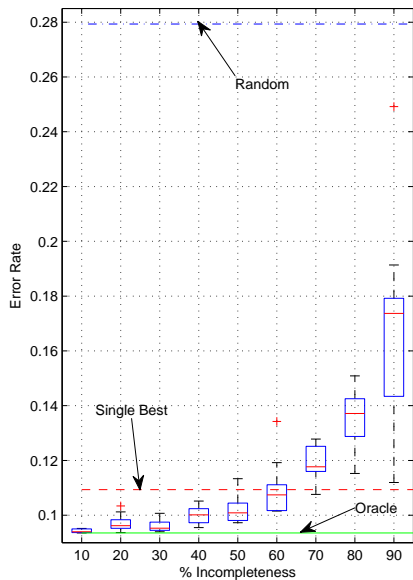 0.28
Random
0.26
0.24
0.22
0.2
Error Rate
0.18
0.16
0.14
Single Best
0.12
0.1
Oracle
10 20 30 40 50 60 70 80 90
% Incompleteness